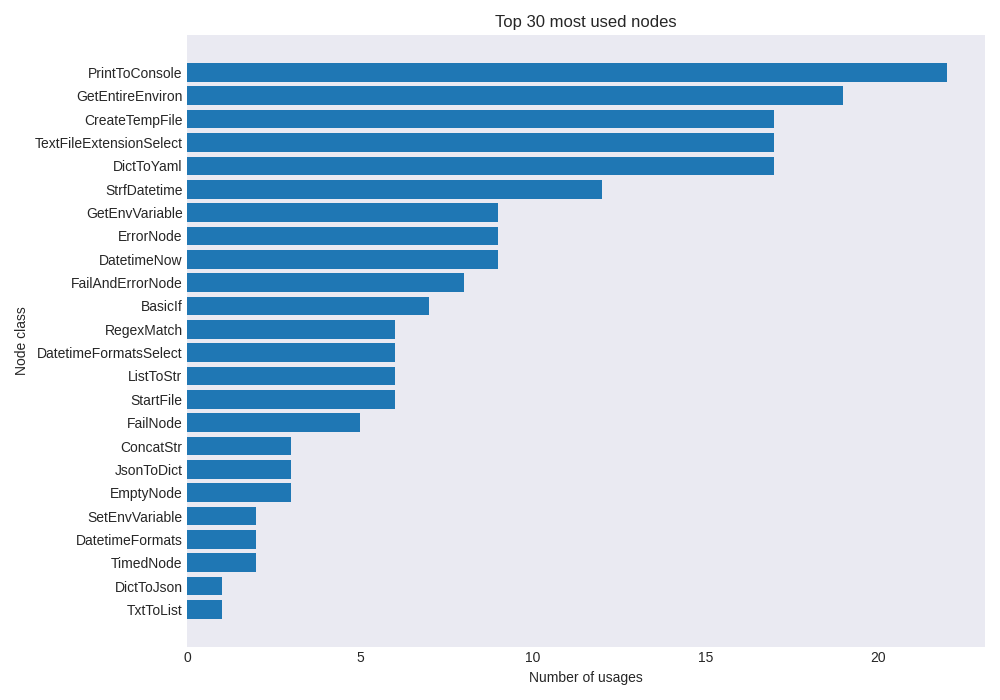 Top 30 most used nodes
PrintToConsole
GetEntireEnviron
CreateTempFile
TextFileExtensionSelect
DictToYaml
StrfDatetime
GetEnvVariable
ErrorNode
DatetimeNow
FailAndErrorNode
BasicIf
RegexMatch
DatetimeFormatsSelect
ListToStr
StartFile
FailNode
ConcatStr
JsonToDict
EmptyNode
SetEnvVariable
DatetimeFormats
TimedNode
DictToJson
TxtToList
Node class
0 5 10 15 20
Number of usages